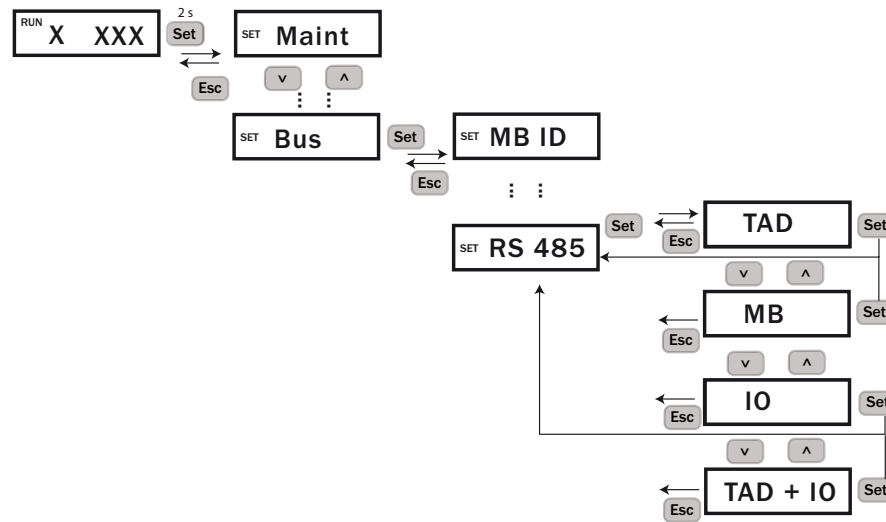 2 s
RUN X XXX Set SET Maint
Esc
v ^
SET Bus Set SET MB ID
Esc
SET RS 485 Set TAD Set
Esc
v ^
MB Set
Esc
v ^
IO Set
Esc
v ^
TAD + IO Set
Esc